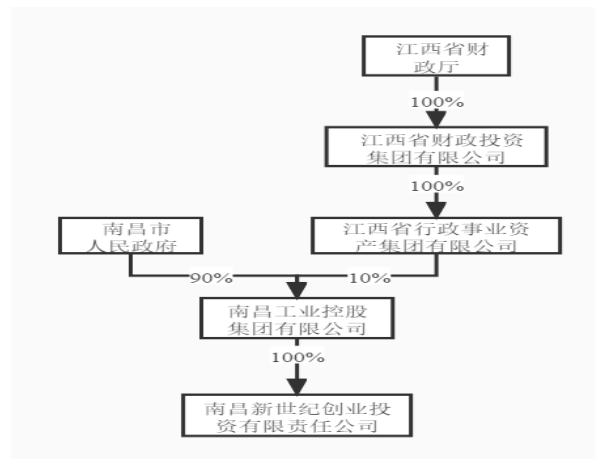 江西省财
政厅
100%
江西省财政投资
集团有限公司
100%
南昌市
人民政府
江西省行政事业资
产集团有限公司
90%
10%
南昌工业控股
集团有限公司
100%
南昌新世纪创业投
资有限责任公司